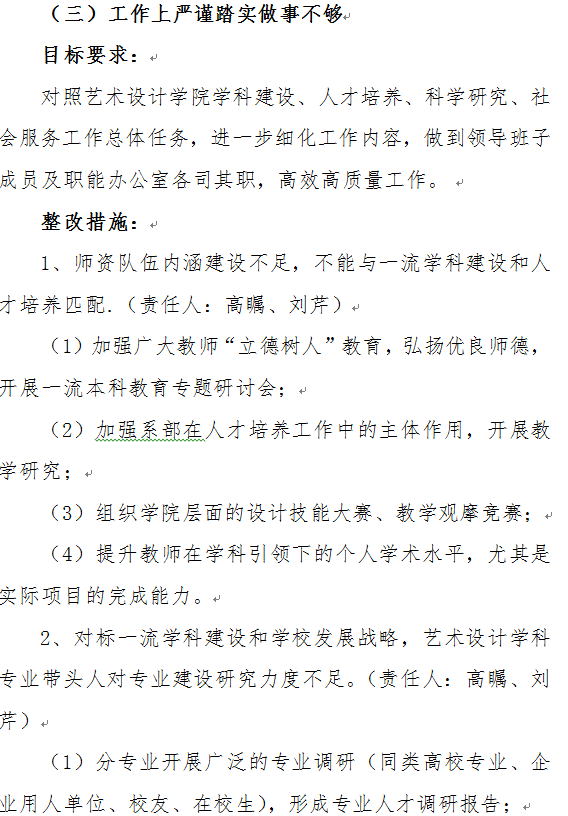 （三）工作上严谨踏实做事不够
目标要求：
对照艺术设计学院学科建设、人才培养、科学研究、社
会服务工作总体任务，进一步细化工作内容，做到领导班子
成员及职能办公室各司其职，高效高质量工作。
整改措施：
1、师资队伍内涵建设不足，不能与一流学科建设和人
才培养匹配.（责任人：高瞩、刘芹）
（1）加强广大教师“立德树人”教育，弘扬优良师德，
开展一流本科教育专题研讨会；
（2）加强系部在人才培养工作中的主体作用，开展教
学研究；
（3）组织学院层面的设计技能大赛、教学观摩竞赛；
（4）提升教师在学科引领下的个人学术水平，尤其是
实际项目的完成能力。
2、对标一流学科建设和学校发展战略，艺术设计学科
专业带头人对专业建设研究力度不足。（责任人：高瞩、刘
芹）
（1）分专业开展广泛的专业调研（同类高校专业、企
业用人单位、校友、在校生），形成专业人才调研报告；